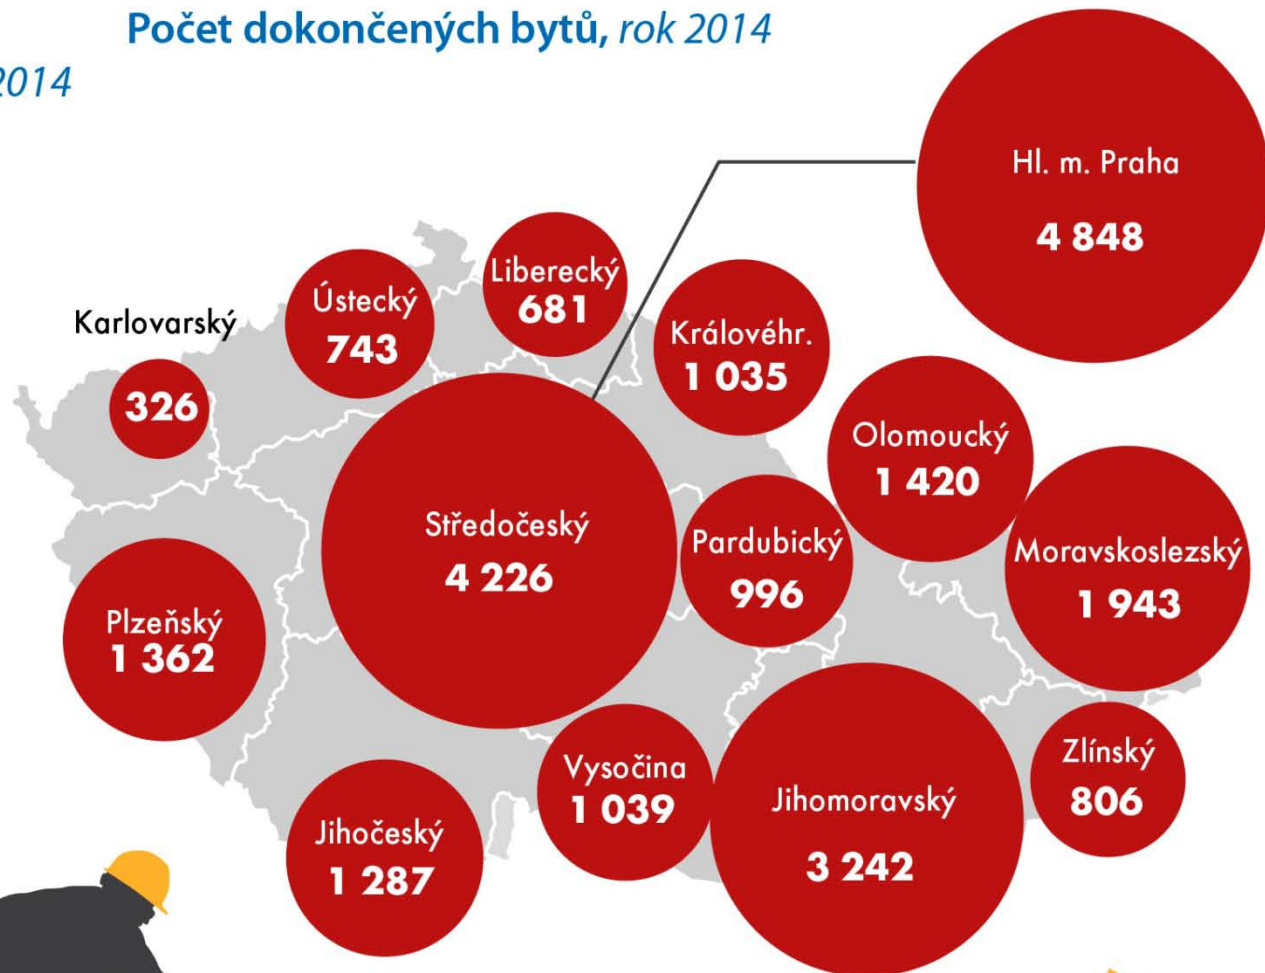 Počet dokončených bytů, rok 2014
2014
Hl. m. Praha
4 848
Liberecký
681
Ústecký
743
Karlovarský
326
Královéhr.
1 035
Olomoucký
1 420
Středočeský
4 226
Pardubický
996
Moravskoslezský
1 943
Plzeňský
1 362
Vysočina
1 039
Jihomoravský
3 242
Zlínský
806
Jihočeský
1 287